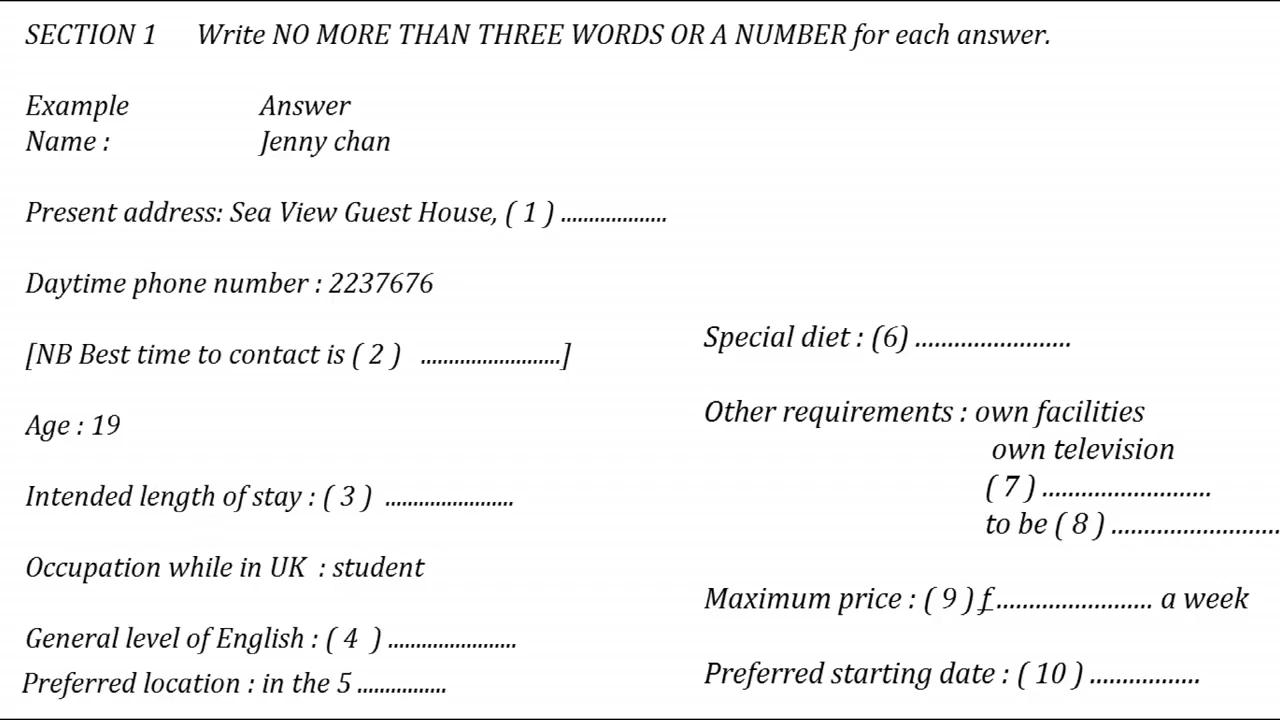 SECTION 1 Write NO MORE THAN THREE WORDS OR A NUMBER for each answer.
Example Answer
Name : Jenny chan
Present address: Sea View Guest House, ( 1 ) ...................
Daytime phone number : 2237676
[NB Best time to contact is ( 2 ) .........................]
Age : 19
Intended length of stay : ( 3 ) .......................
Occupation while in UK : student
General level of English : ( 4 ) .......................
Preferred location : in the 5 ................
Special diet : (6) ........................
Other requirements : own facilities
own television
( 7 ) ..........................
to be ( 8 ) ..........................
Maximum price : ( 9 ) £........................ a week
Preferred starting date : ( 10 ) .................